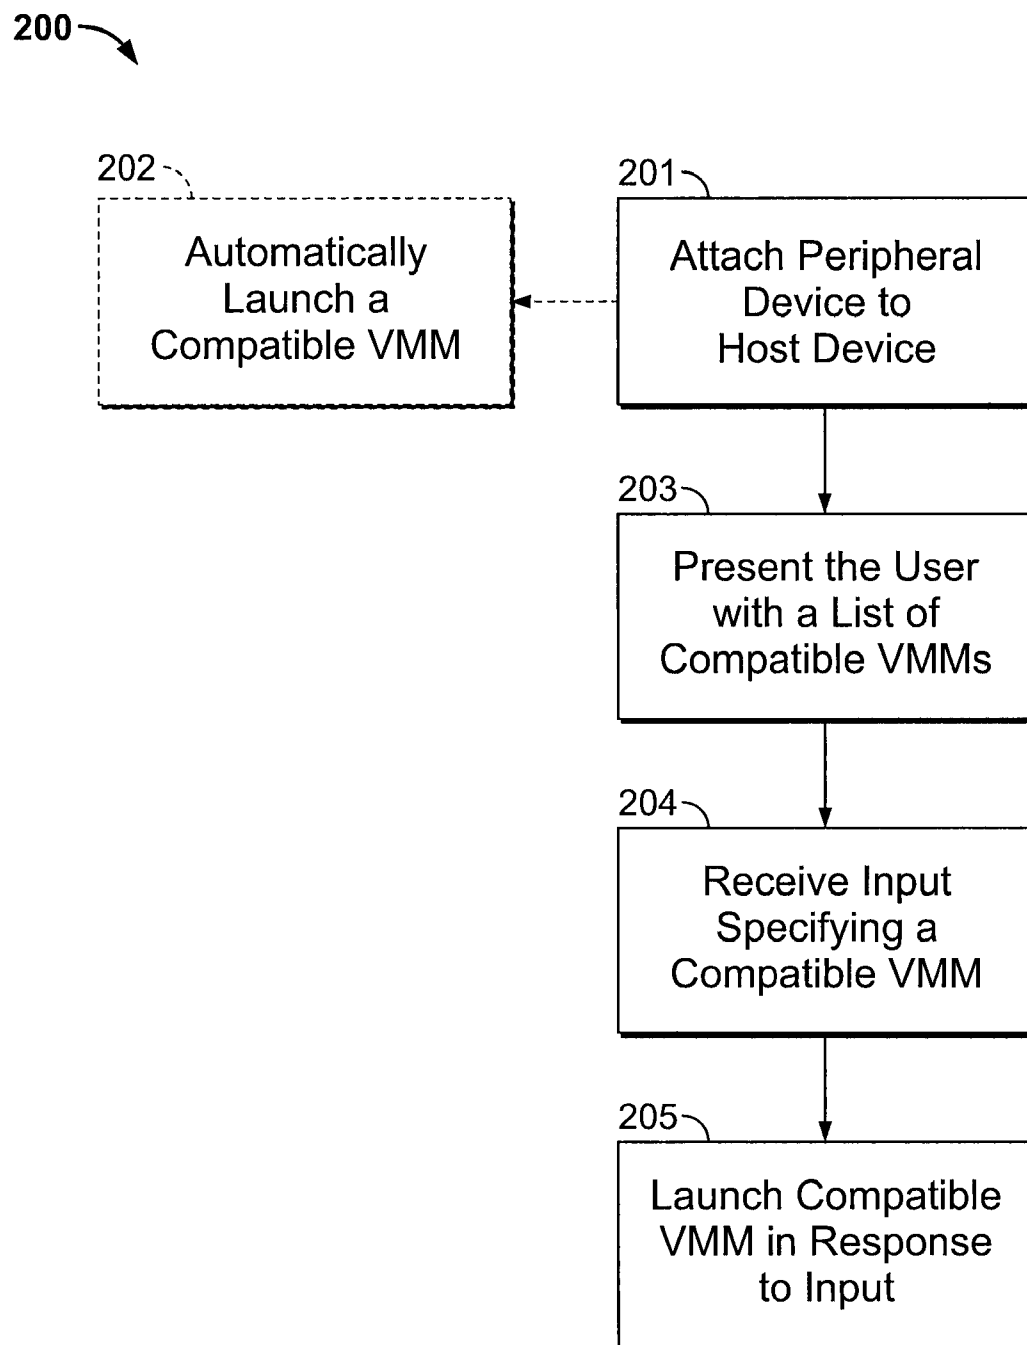 200
202
Automatically
Launch a
Compatible VMM
201
Attach Peripheral
Device to
Host Device
203
Present the User
with a List of
Compatible VMMs
204
Receive Input
Specifying a
Compatible VMM
205
Launch Compatible
VMM in Response
to Input